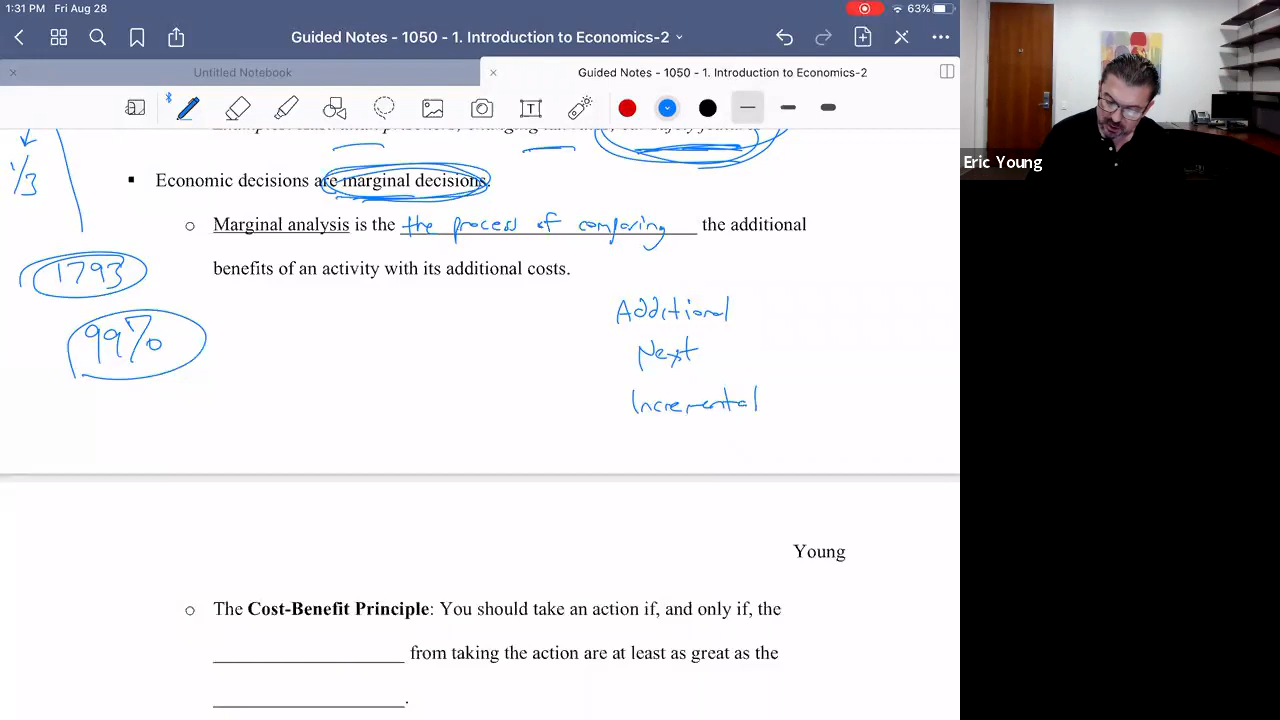 1:31 PM Fri Aug 28
63%
Guided Notes - 1050 - 1. Introduction to Economics-2
Untitled Notebook
Guided Notes - 1050 - 1. Introduction to Economics-2
Eric Young
1/3
Economic decisions are marginal decisions.
Marginal analysis is the the process of comparing the additional
benefits of an activity with its additional costs.
1793
99%
Additional
Next
Incremental
Young
The Cost-Benefit Principle: You should take an action if, and only if, the
from taking the action are at least as great as the
.